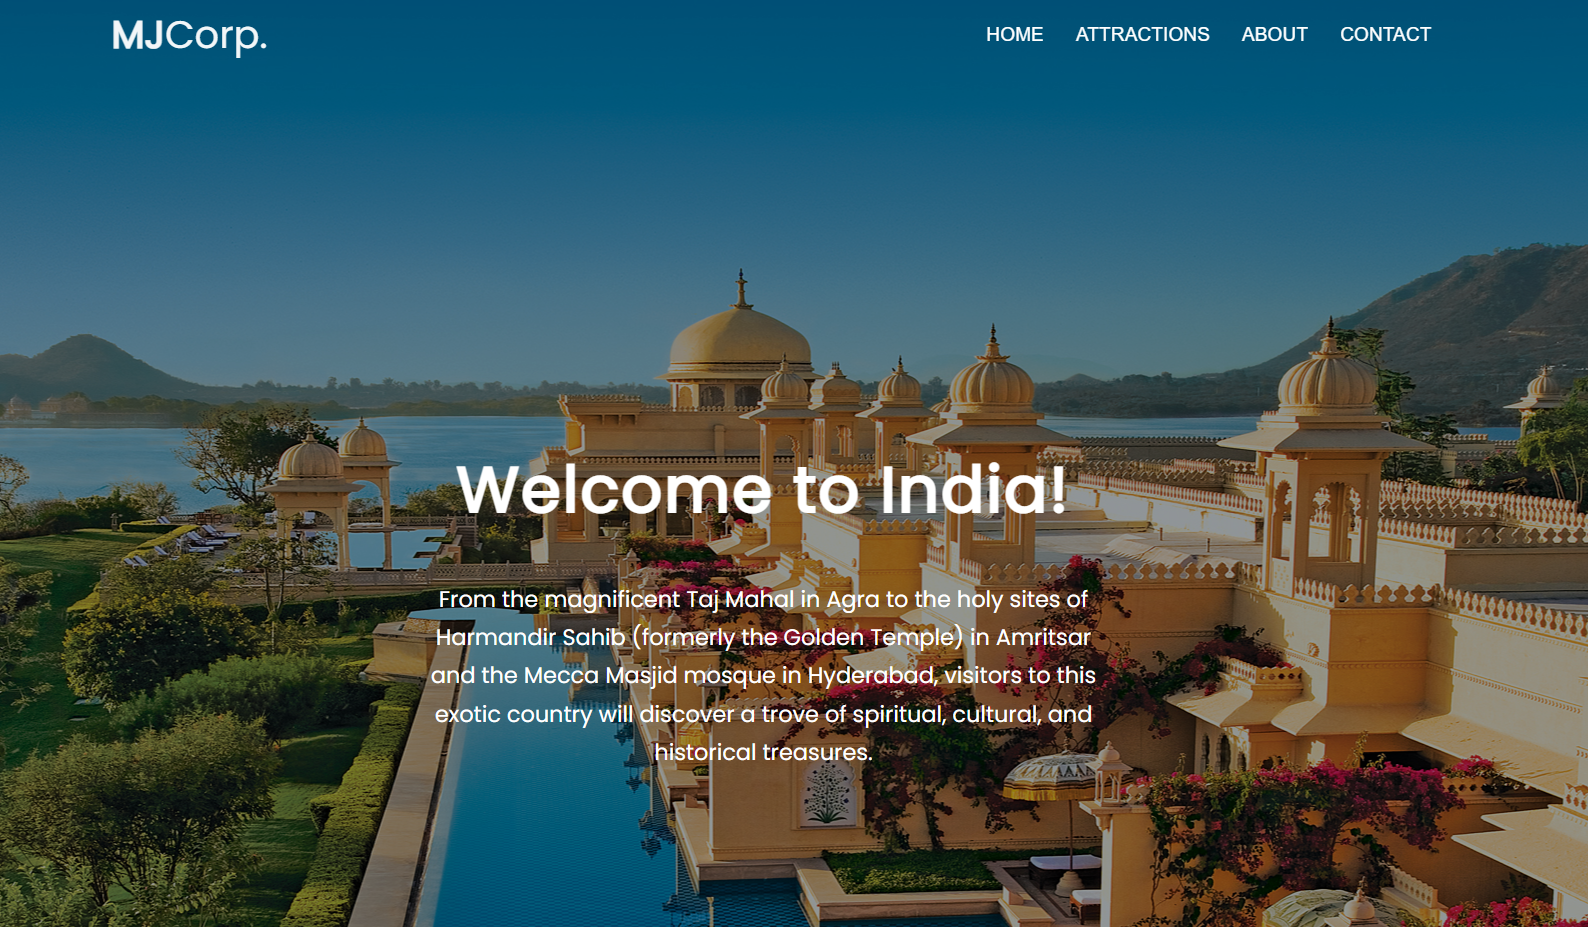 MJCorp.
HOME ATTRACTIONS ABOUT CONTACT
Welcome to India!
From the magnificent Taj Mahal in Agra to the holy sites of
Harmandir Sahib (formerly the Golden Temple) in Amritsar
and the Mecca Masjid mosque in Hyderabad, visitors to this
exotic country will discover a trove of spiritual, cultural, and
historical treasures.